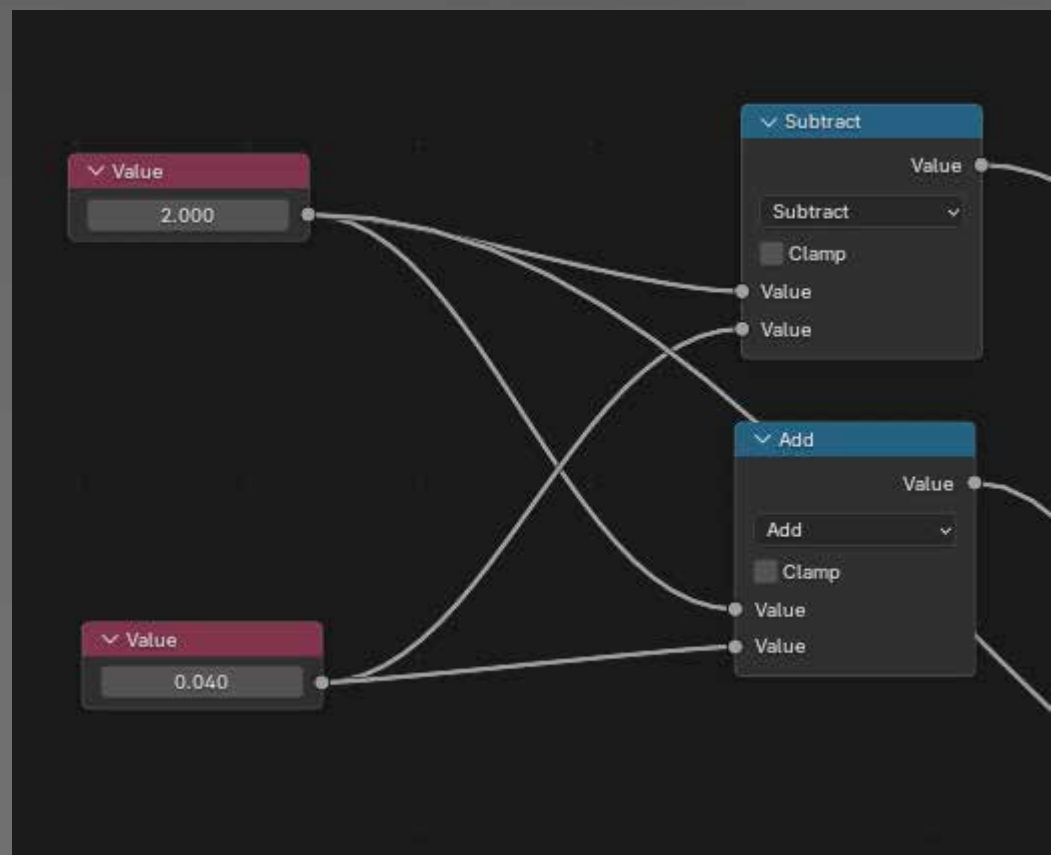 Value
2.000
Value
0.040
Subtract
Value
Subtract
Clamp
Value
Value
Add
Value
Add
Clamp
Value
Value